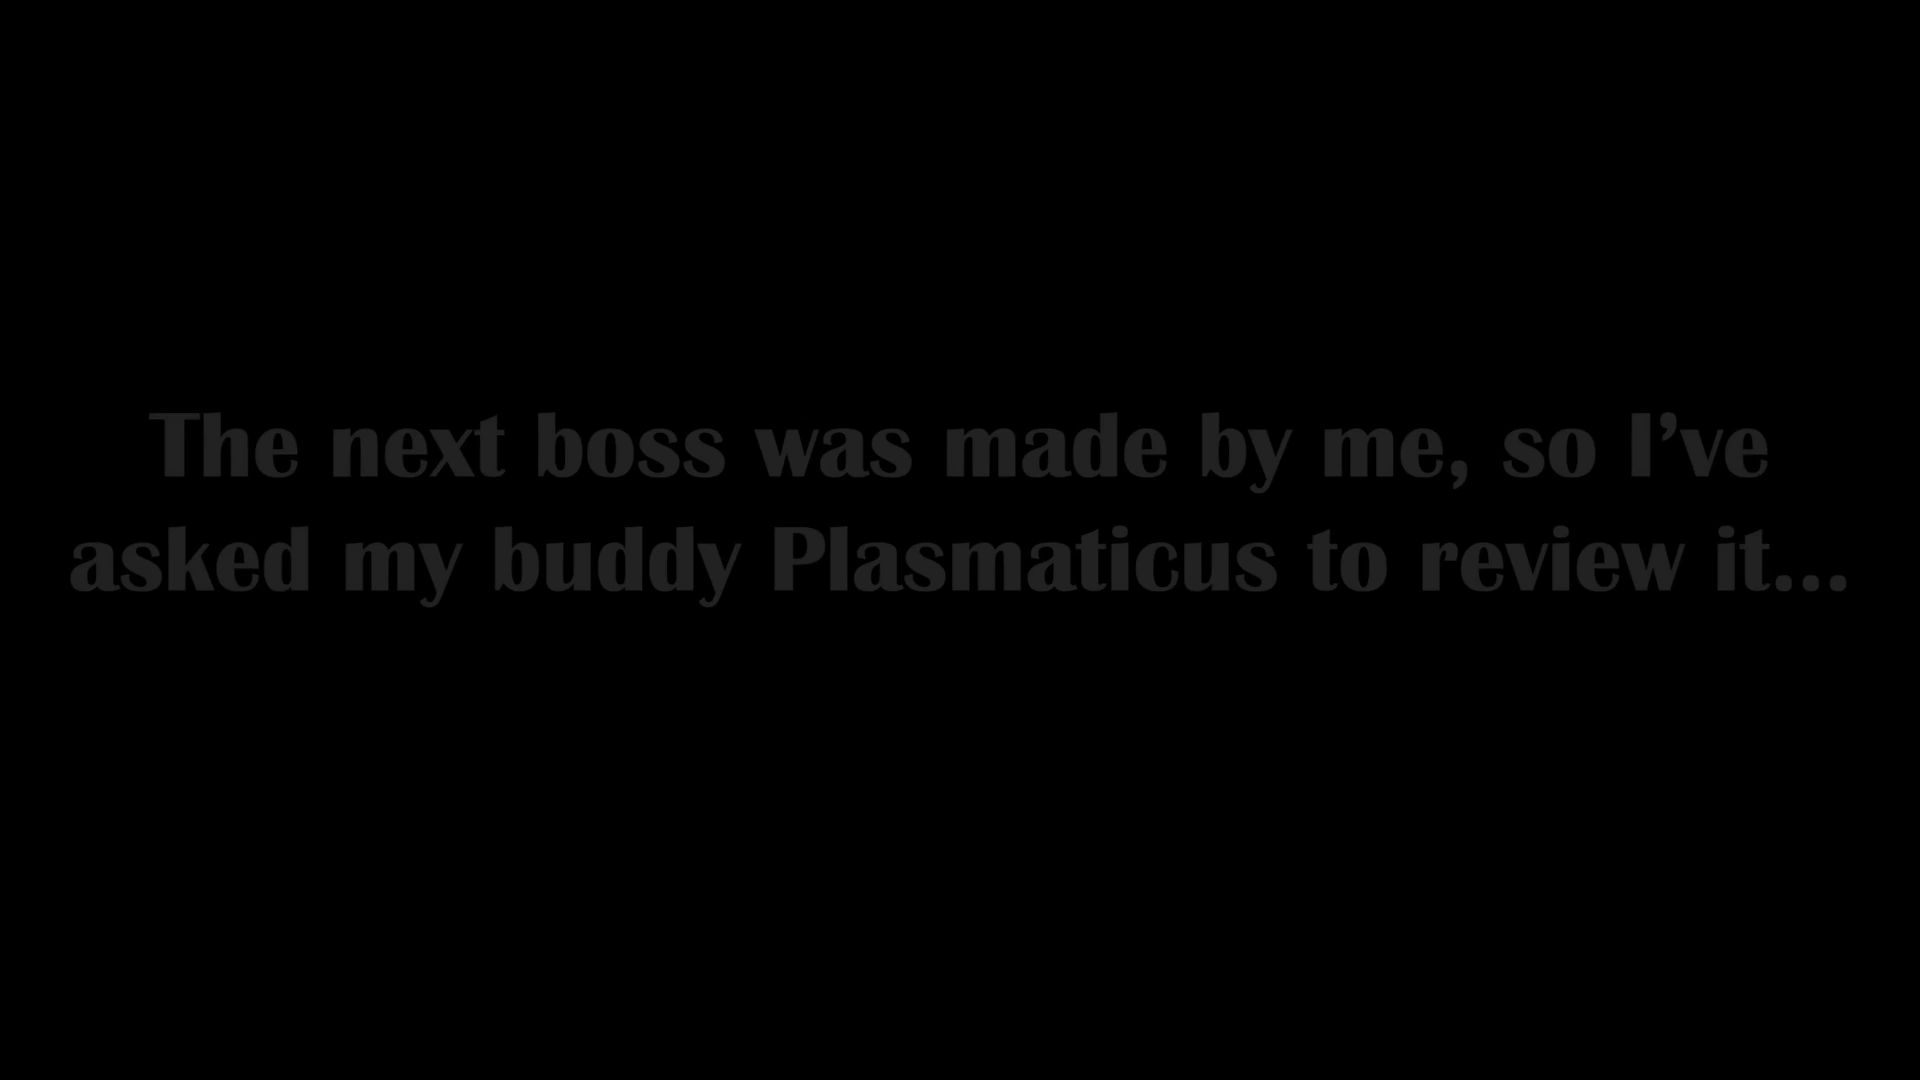 The next boss was made by me, so I’ve
asked my buddy Plasmaticus to review it...